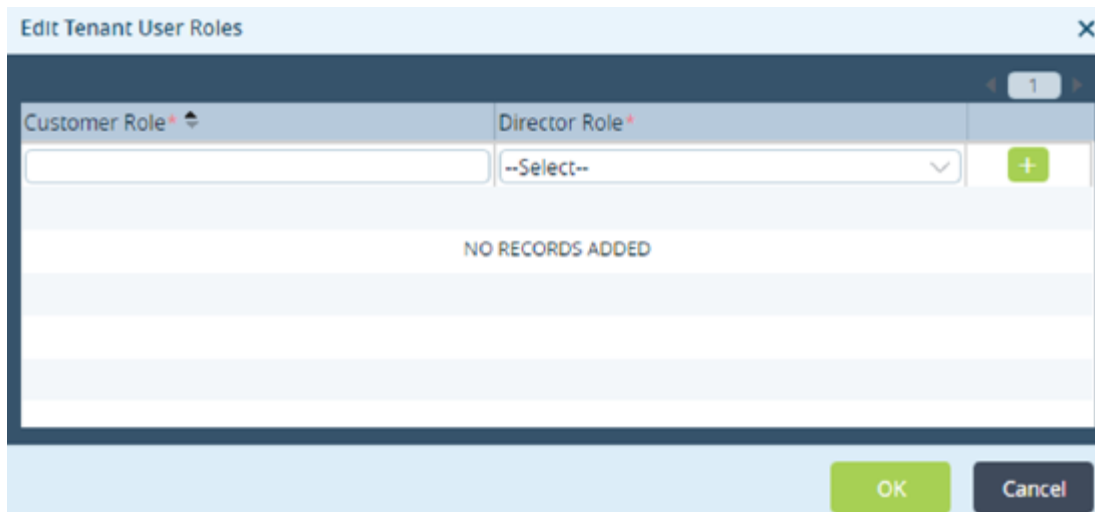 Edit Tenant User Roles
1
Customer Role* Director Role*
--Select--
NO RECORDS ADDED
OK Cancel